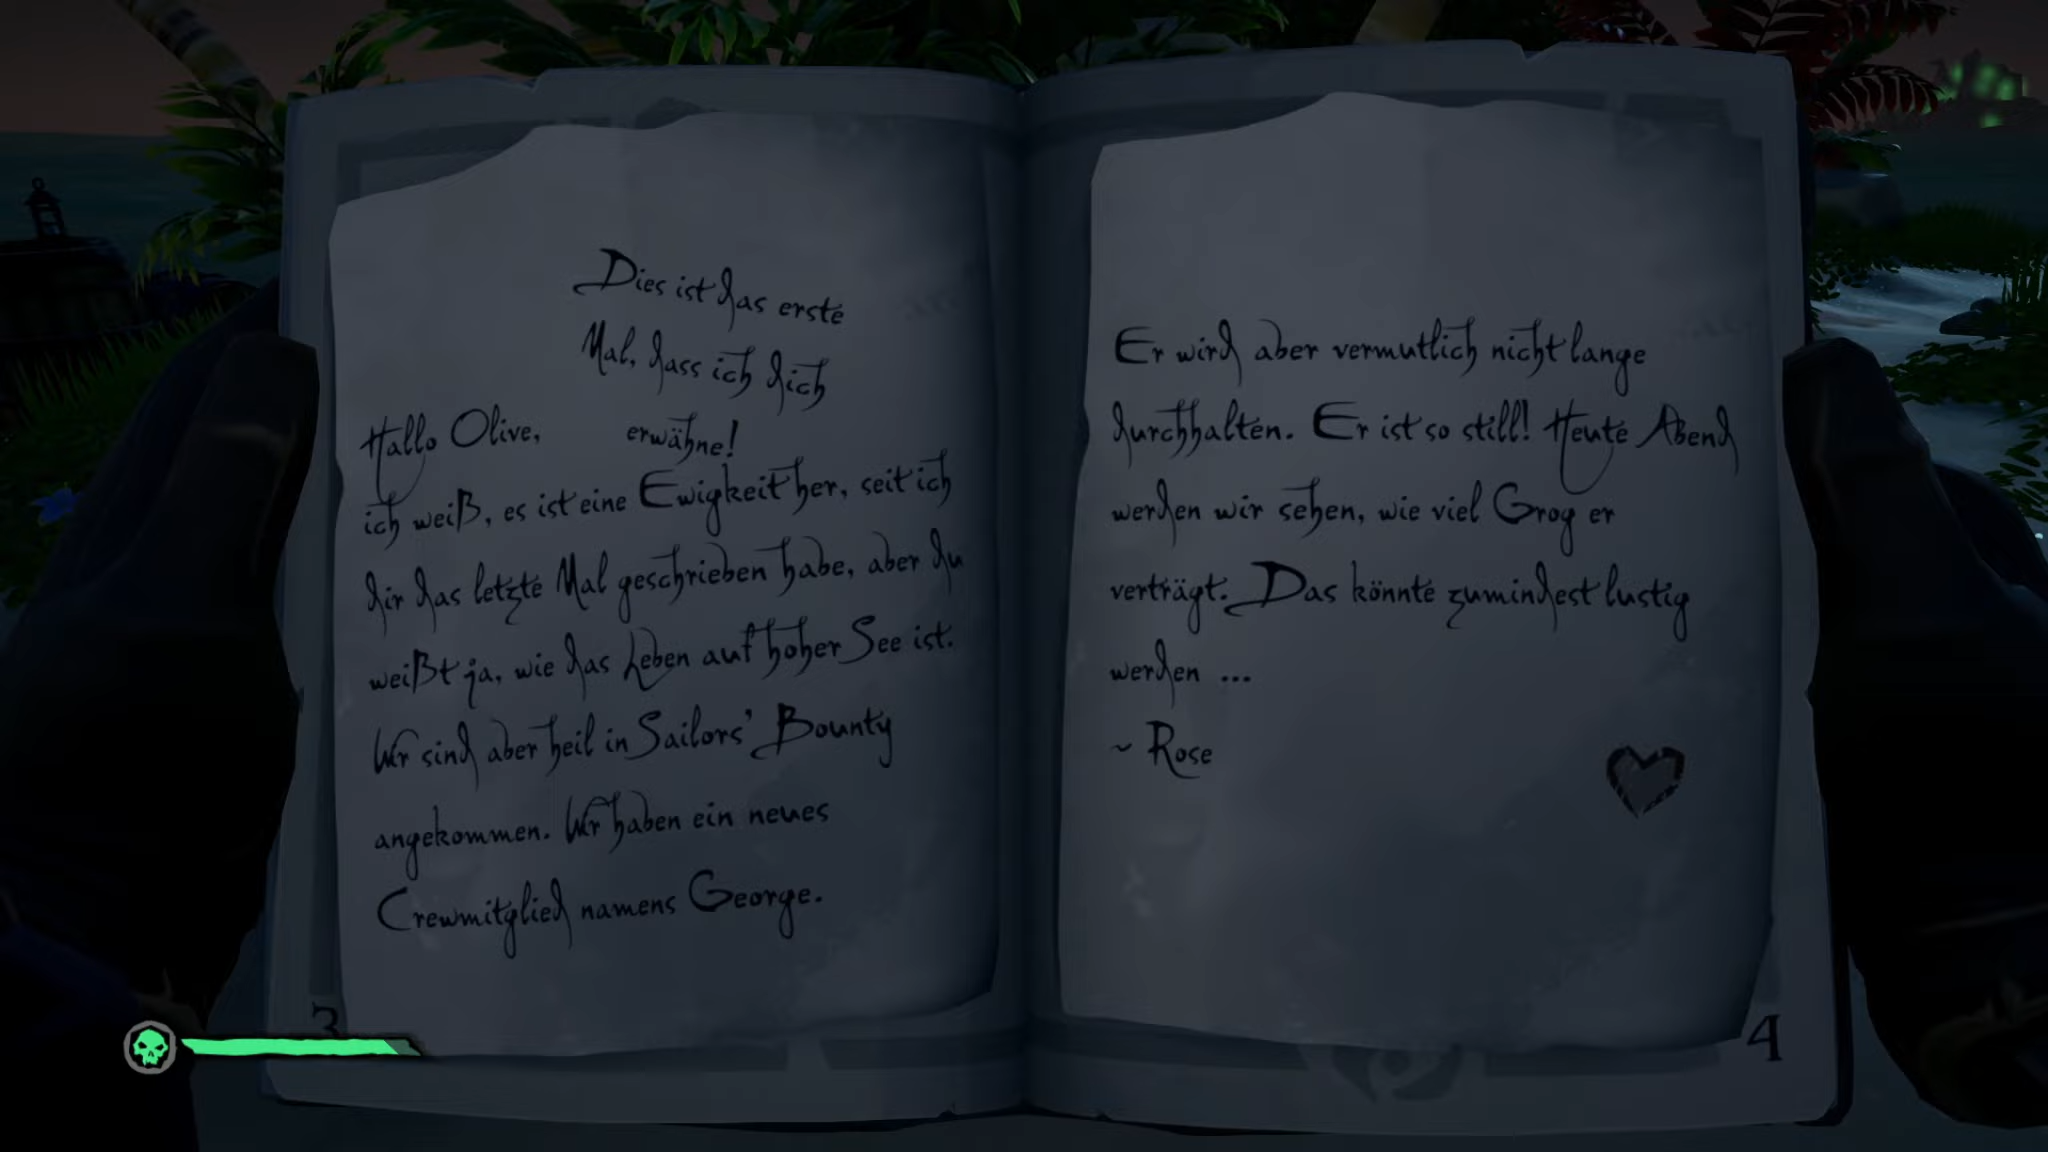 Dies ist das erste
Mal, dass ich dich
erwähne!
Hallo Olive,
ich weiß, es ist eine Ewigkeit her, seit ich
dir das letzte Mal geschrieben habe, aber du
weißt ja, wie das Leben auf hoher See ist.
Wir sind aber heil in Sailors' Bounty
angekommen. Wir haben ein neues
Crewmitglied namens George.
3
Er wird aber vermutlich nicht lange
durchhalten. Er ist so still! Heute Abend
werden wir sehen, wie viel Grog er
verträgt. Das könnte zumindest lustig
werden ...
~ Rose
4